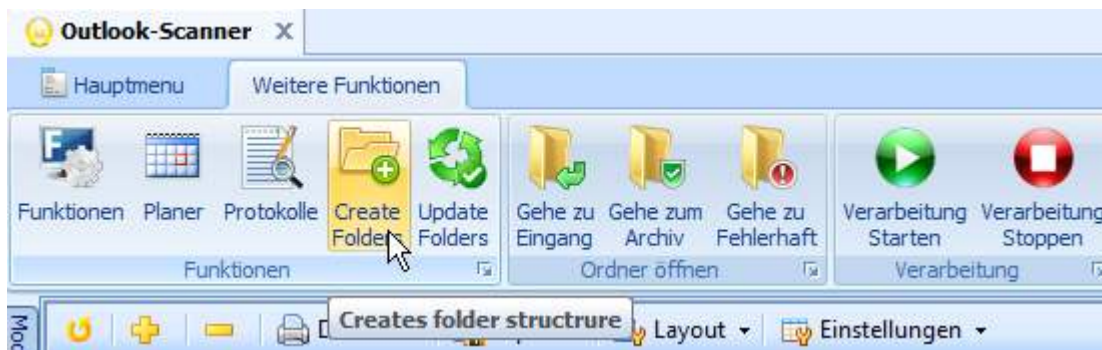 Outlook-Scanner X
Hauptmenu Weitere Funktionen
Funktionen Planer Protokolle Create Folders Update Folders Gehe zu Eingang Gehe zum Archiv Gehe zu Fehlerhaft Verarbeitung Starten Verarbeitung Stoppen
Funktionen Ordner öffnen Verarbeitung
Creates folder structrure Layout Einstellungen